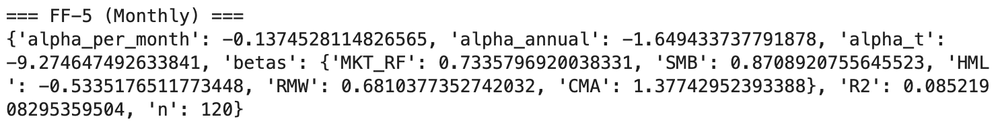 === FF-5 (Monthly) ===
{'alpha_per_month': -0.1374528114826565, 'alpha_annual': -1.649433737791878, 'alpha_t':
-9.274647492633841, 'betas': {'MKT_RF': 0.7335796920038331, 'SMB': 0.8708920755645523, 'HML
': -0.5335176511773448, 'RMW': 0.6810377352742032, 'CMA': 1.37742952393388}, 'R2': 0.085219
08295359504, 'n': 120}